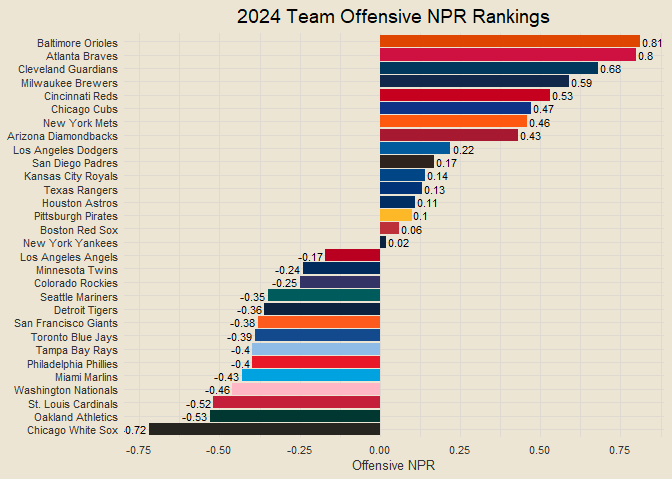 2024 Team Offensive NPR Rankings
Baltimore Orioles 0.81
Atlanta Braves 0.8
Cleveland Guardians 0.68
Milwaukee Brewers 0.59
Cincinnati Reds 0.53
Chicago Cubs 0.47
New York Mets 0.46
Arizona Diamondbacks 0.43
Los Angeles Dodgers 0.22
San Diego Padres 0.17
Kansas City Royals 0.14
Texas Rangers 0.13
Houston Astros 0.11
Pittsburgh Pirates 0.1
Boston Red Sox 0.06
New York Yankees 0.02
Los Angeles Angels -0.17
Minnesota Twins -0.24
Colorado Rockies -0.25
Seattle Mariners -0.35
Detroit Tigers -0.36
San Francisco Giants -0.38
Toronto Blue Jays -0.39
Tampa Bay Rays -0.4
Philadelphia Phillies -0.4
Miami Marlins -0.43
Washington Nationals -0.46
St. Louis Cardinals -0.52
Oakland Athletics -0.53
Chicago White Sox -0.72
-0.75 -0.50 -0.25 0.00 0.25 0.50 0.75
Offensive NPR